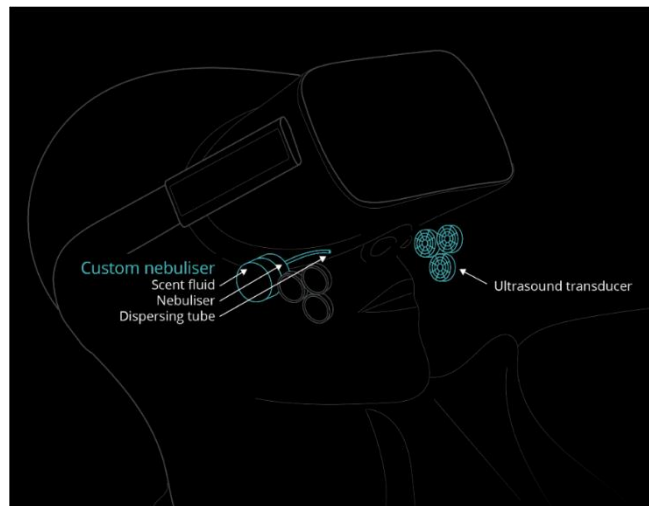 Custom nebuliser
Scent fluid
Nebuliser
Dispersing tube
Ultrasound transducer